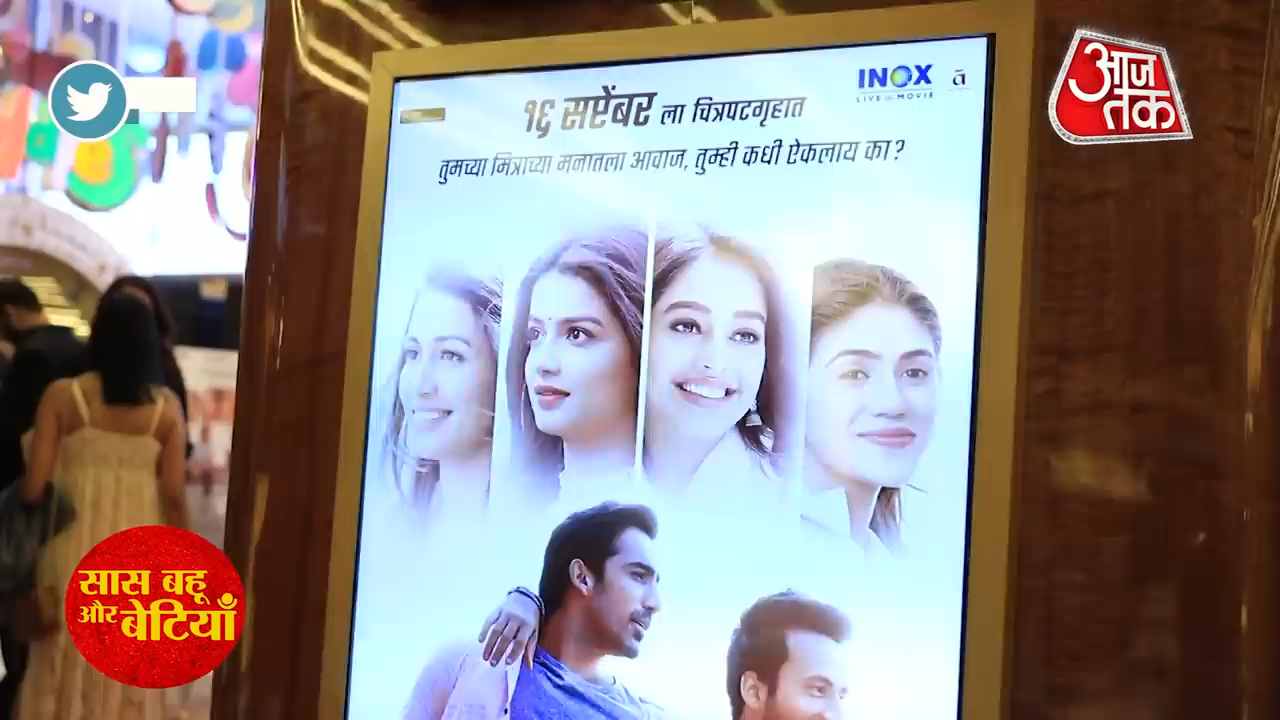 INOX
LIVE the MOVIE
१६ सप्टेंबर ला चित्रपटगृहात
तुमच्या मित्राच्या मनातला आवाज, तुम्ही कधी ऐकलाय का?
आज
तक
सास बहू
और बेटियाँ